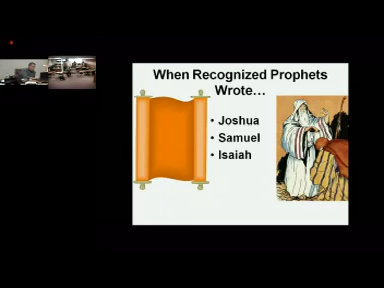 When Recognized Prophets
Wrote…
• Joshua
• Samuel
• Isaiah